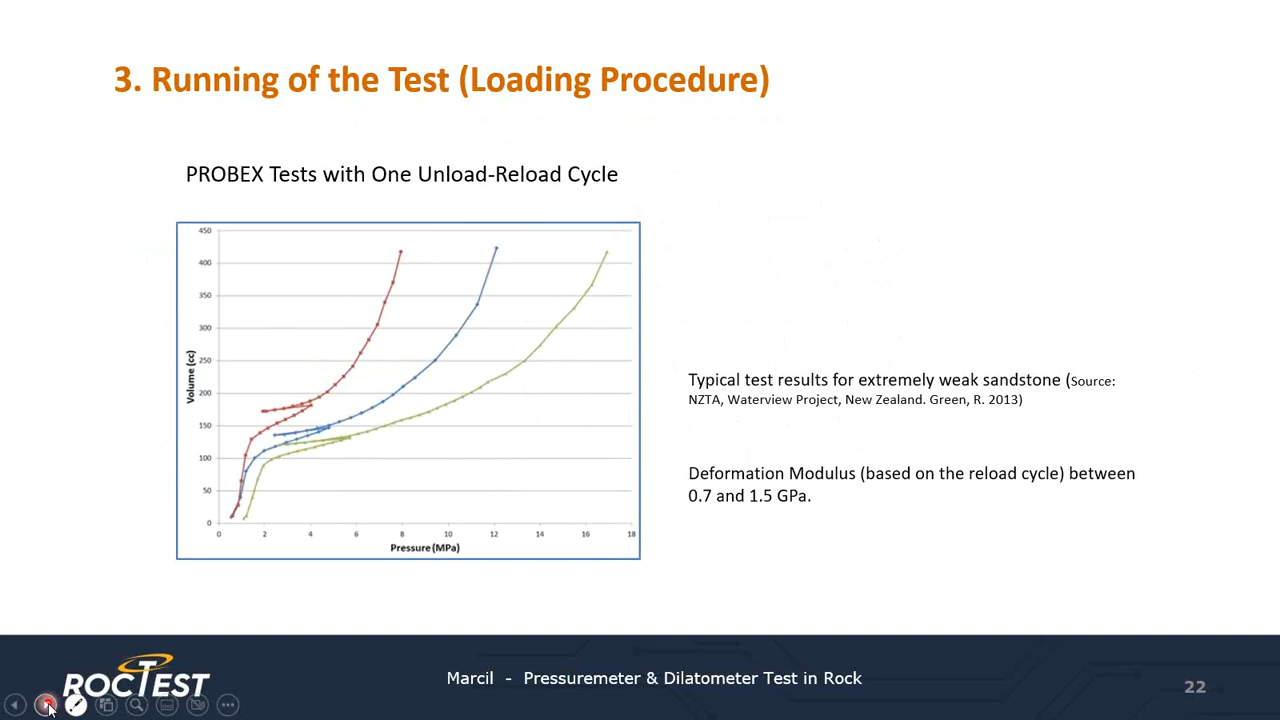 3. Running of the Test (Loading Procedure)
PROBEX Tests with One Unload-Reload Cycle
450
400
350
300
250
200
150
100
50
0
Volume (cc)
0 2 4 6 8 10 12 14 16 18
Pressure (MPa)
Typical test results for extremely weak sandstone (Source:
NZTA, Waterview Project, New Zealand. Green, R. 2013)
Deformation Modulus (based on the reload cycle) between
0.7 and 1.5 GPa.
ROCTEST
Marcil - Pressuremeter & Dilatometer Test in Rock
22